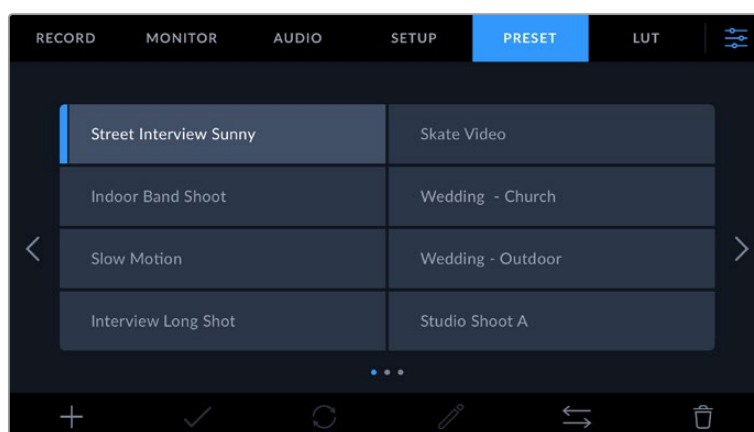 RECORD MONITOR AUDIO SETUP PRESET LUT
Street Interview Sunny Skate Video
Indoor Band Shoot Wedding - Church
Slow Motion Wedding - Outdoor
Interview Long Shot Studio Shoot A